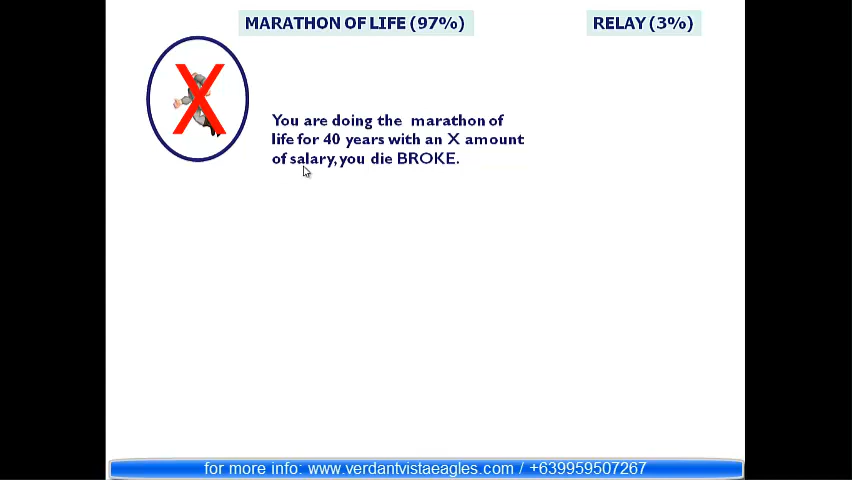 MARATHON OF LIFE (97%)
RELAY (3%)
X
You are doing the marathon of
life for 40 years with an X amount
of salary, you die BROKE.
for more info: www.verdantvistaeagles.com / +639959507267